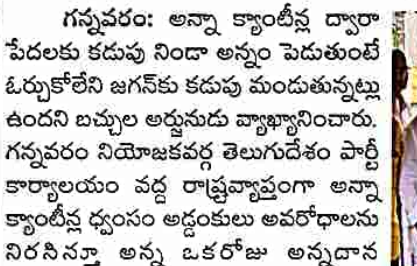 గన్నవరం: అన్నా క్యాంటీన్ల ద్వారా
పేదలకు కడుపు నిండా అన్నం పెడుతుంటే
ఓర్చుకోలేని జగన్‌కు కడుపు మండుతున్నట్లు
ఉందని బచ్చుల అర్జునుడు వ్యాఖ్యానించారు.
గన్నవరం నియోజకవర్గ తెలుగుదేశం పార్టీ
కార్యాలయం వద్ద రాష్ట్రవ్యాప్తంగా అన్నా
క్యాంటీన్ల ధ్వంసం అడ్డంకులు అవరోధాలను
నిరసిస్తూ అన్న ఒకరోజు అన్నదాన